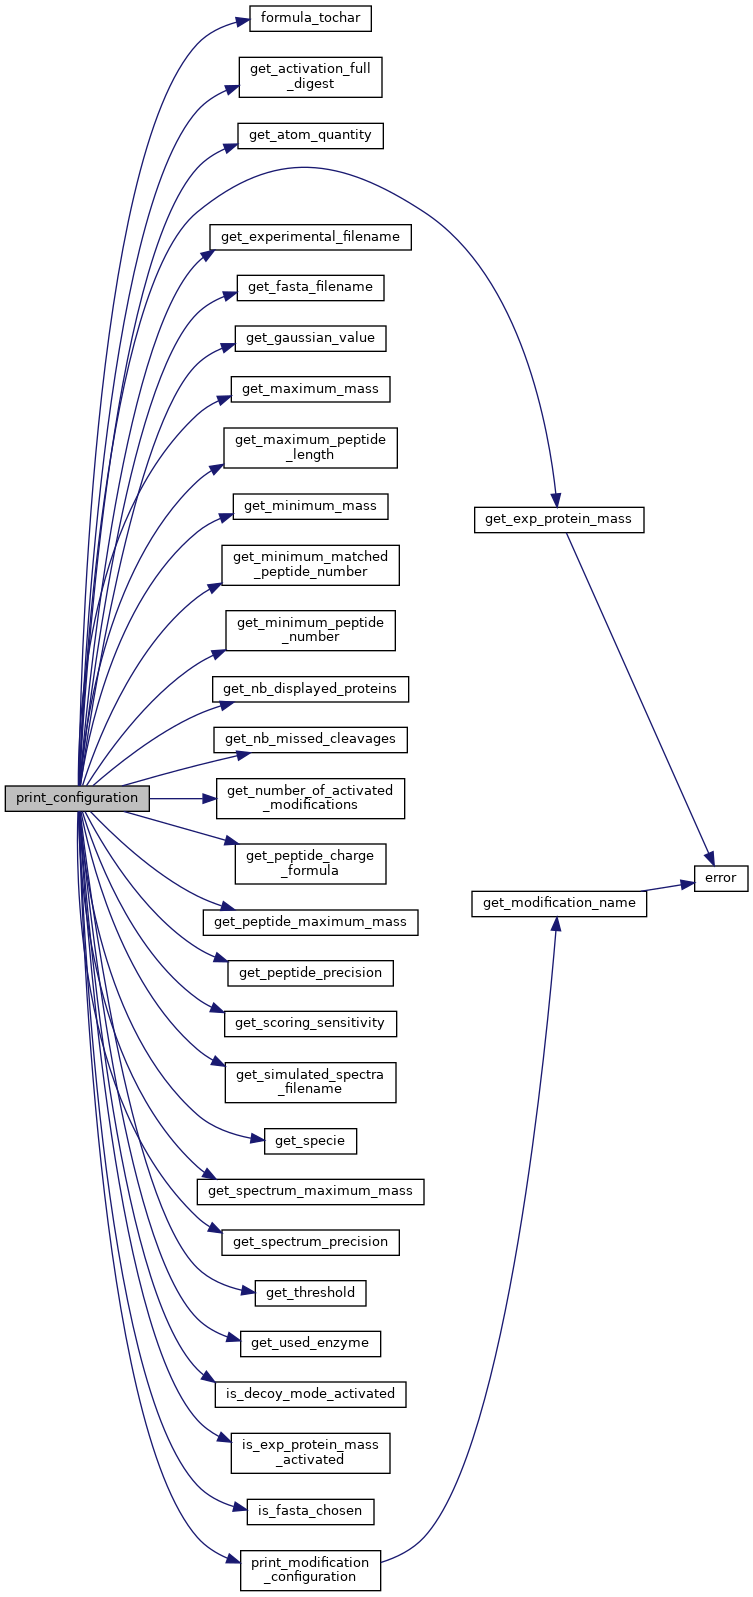 formula_tochar
get_activation_full
_digest
get_atom_quantity
get_experimental_filename
get_fasta_filename
get_gaussian_value
get_maximum_mass
get_maximum_peptide
_length
get_minimum_mass
get_exp_protein_mass
get_minimum_matched
_peptide_number
get_minimum_peptide
_number
get_nb_displayed_proteins
get_nb_missed_cleavages
print_configuration
get_number_of_activated
_modifications
get_peptide_charge
_formula
error
get_modification_name
get_peptide_maximum_mass
get_peptide_precision
get_scoring_sensitivity
get_simulated_spectra
_filename
get_specie
get_spectrum_maximum_mass
get_spectrum_precision
get_threshold
get_used_enzyme
is_decoy_mode_activated
is_exp_protein_mass
_activated
is_fasta_chosen
print_modification
_configuration